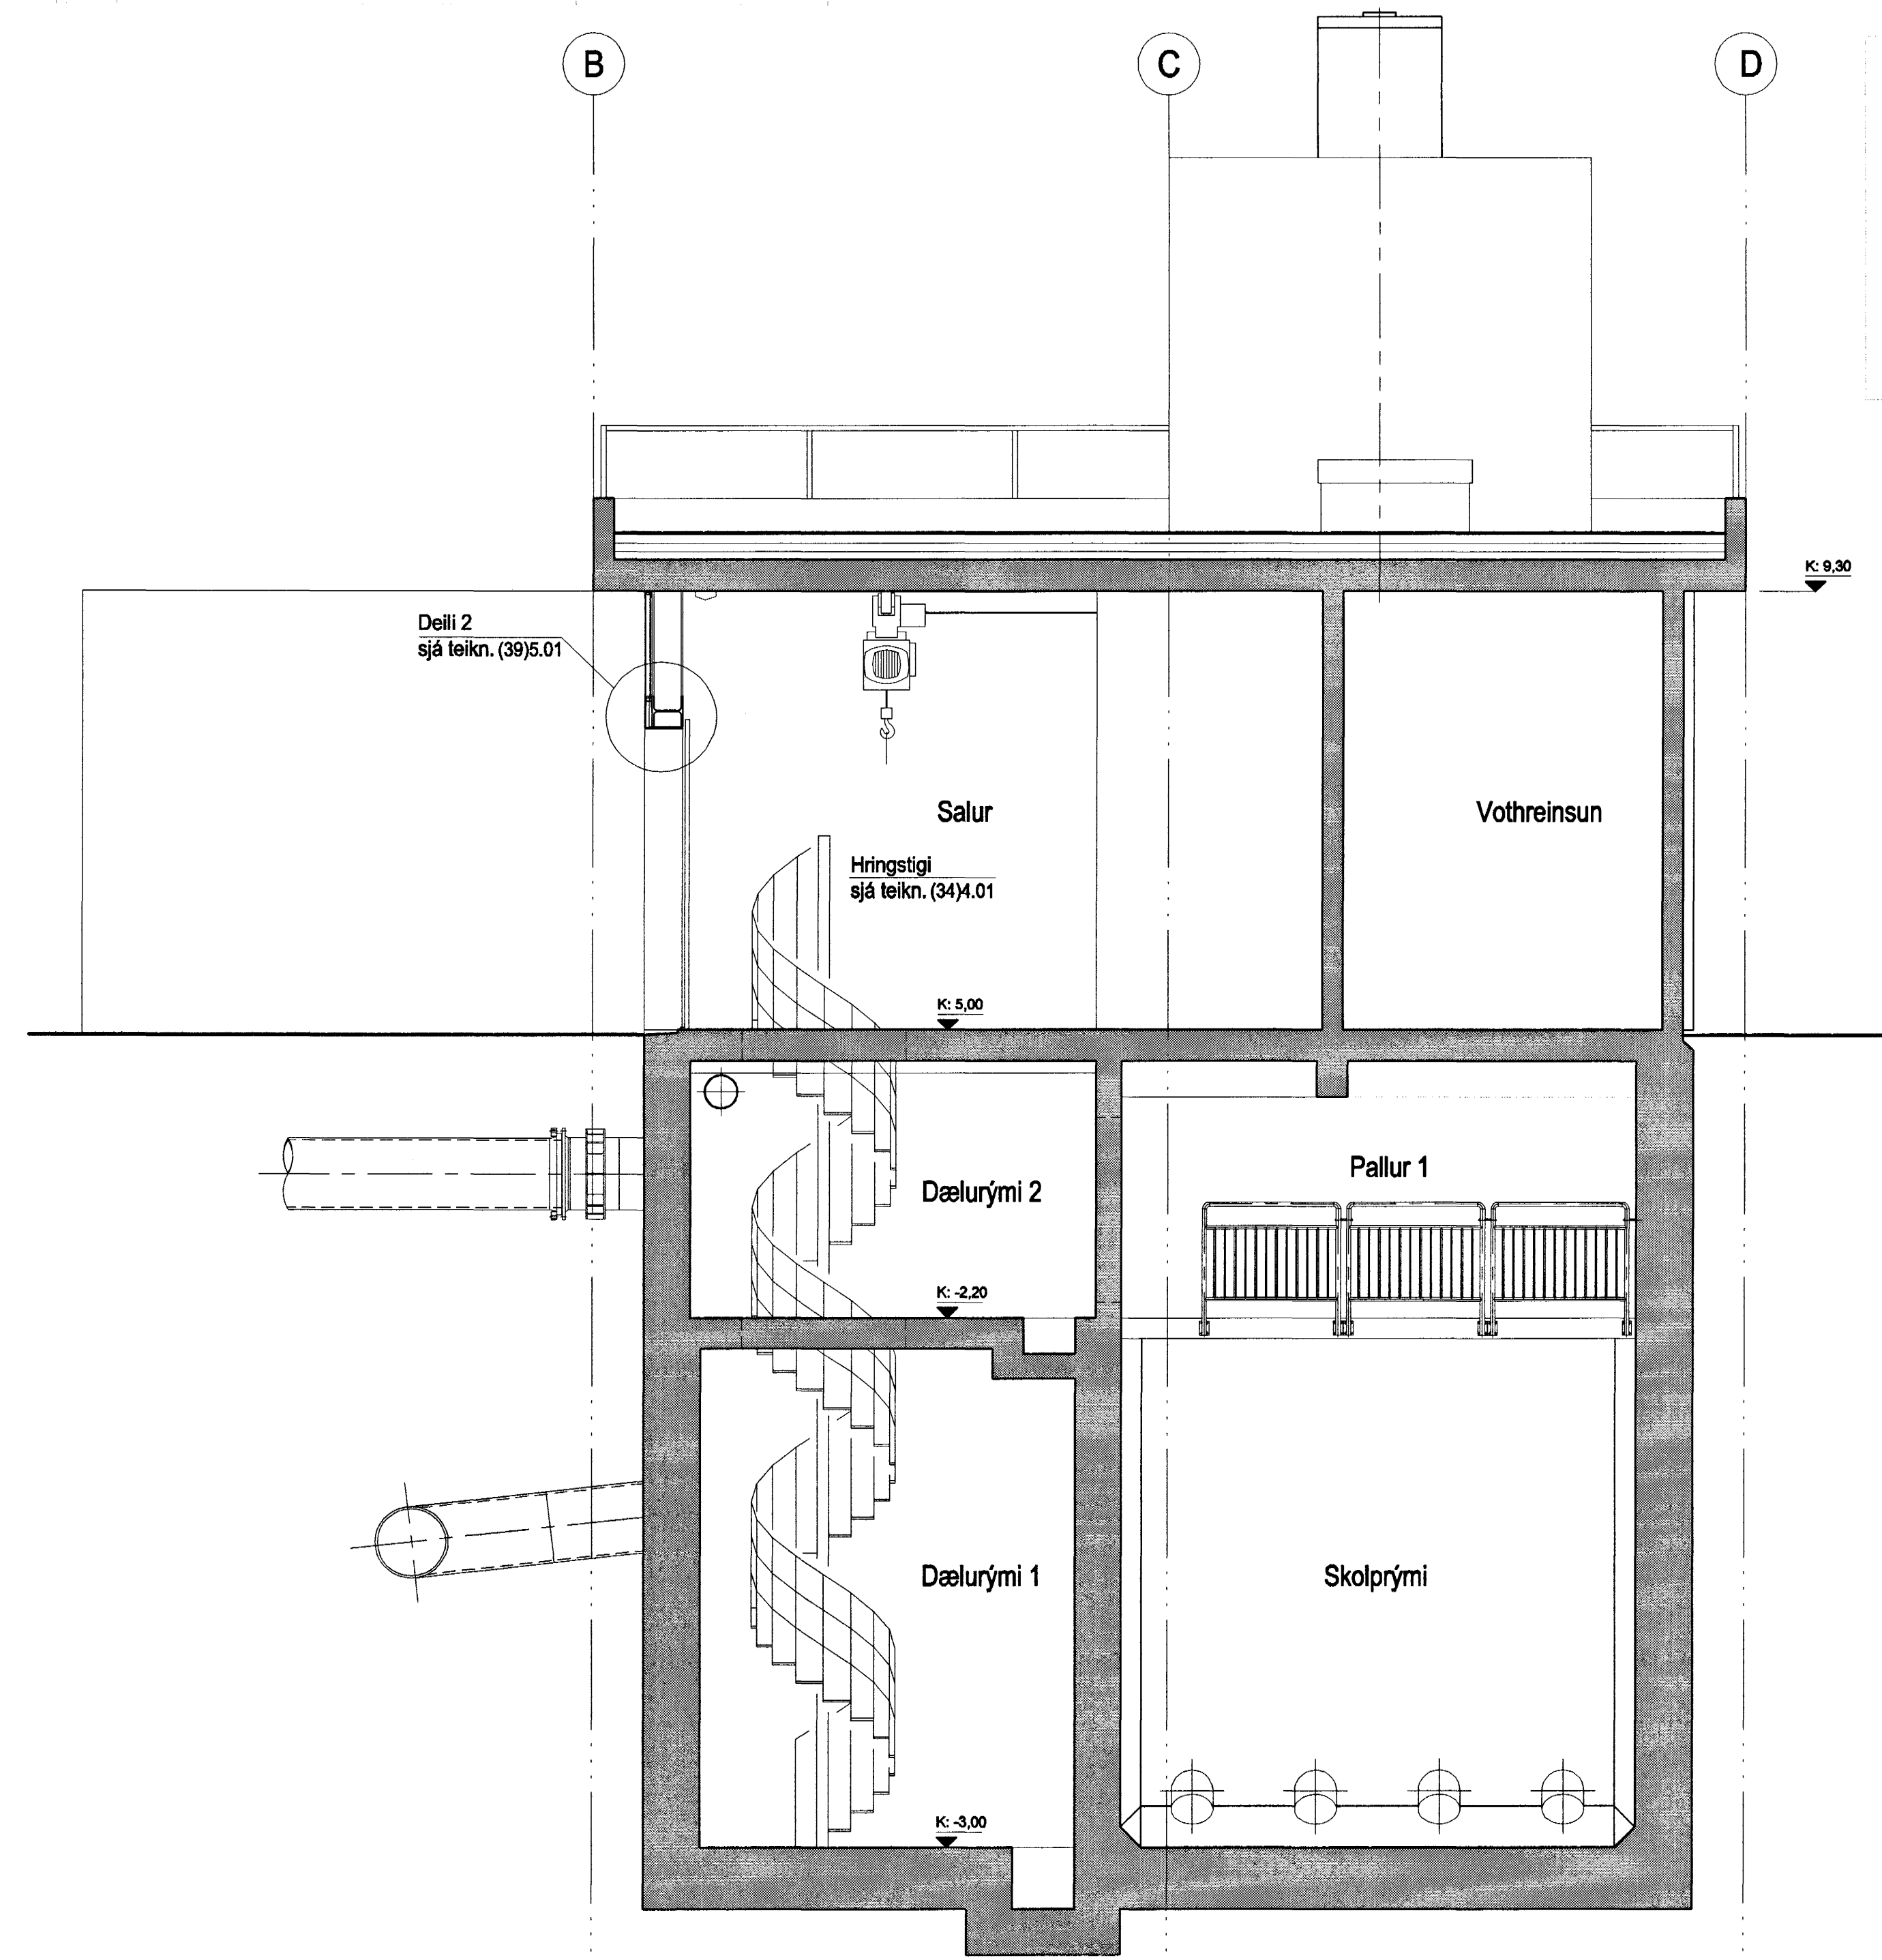 B
C
D
K: 9,30
Deili 2
sjá teikn. (39)5.01
Salur
Vothreinsun
Hringstigi
sjá teikn. (34)4.01
K: 5,00
Pallur 1
Dælurými 2
K: -2,20
Dælurými 1
Skolprými
K: -3,00